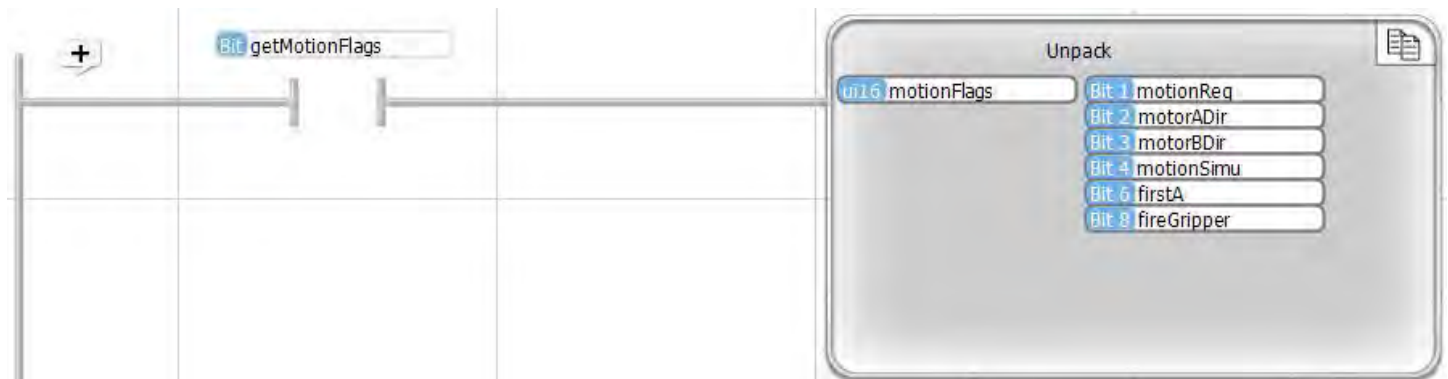 +
Bit getMotionFlags
Unpack
ui16 motionFlags
Bit 1 motionReq
Bit 2 motorADir
Bit 3 motorBDir
Bit 4 motionSimu
Bit 6 firstA
Bit 8 fireGripper